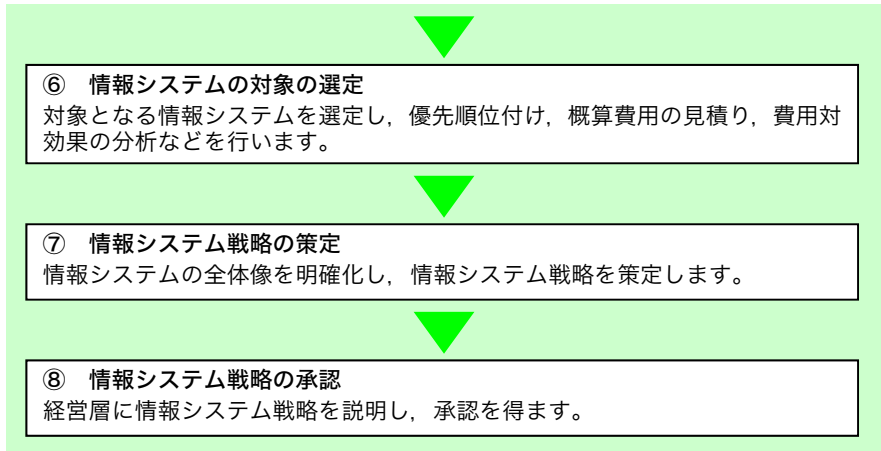 ⑥ 情報システムの対象の選定
対象となる情報システムを選定し，優先順位付け，概算費用の見積り，費用対
効果の分析などを行います。
⑦ 情報システム戦略の策定
情報システムの全体像を明確化し，情報システム戦略を策定します。
⑧ 情報システム戦略の承認
経営層に情報システム戦略を説明し，承認を得ます。